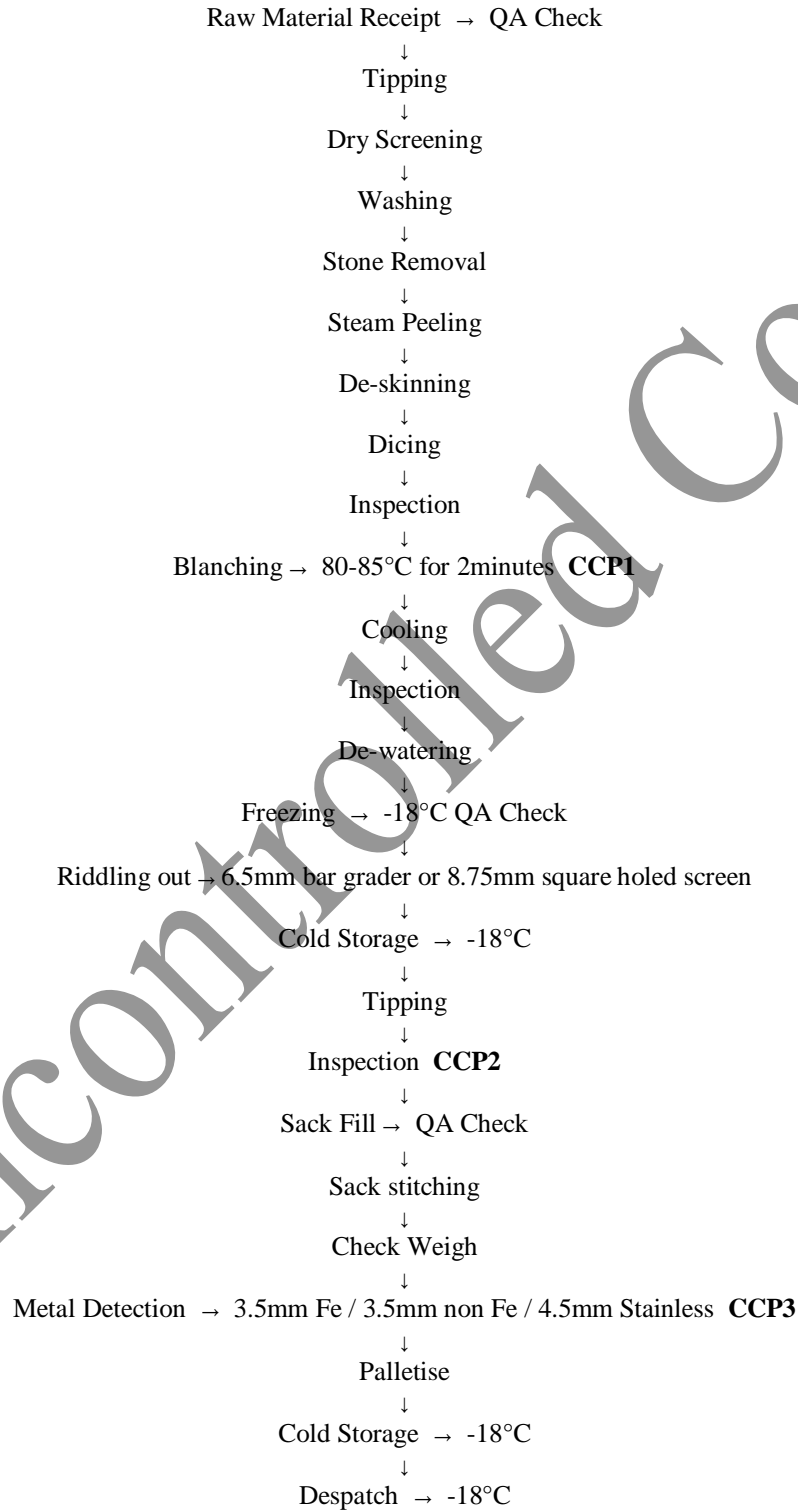 Raw Material Receipt → QA Check
↓
Tipping
↓
Dry Screening
↓
Washing
↓
Stone Removal
↓
Steam Peeling
↓
De-skinning
↓
Dicing
↓
Inspection
↓
Blanching → 80-85°C for 2minutes CCP1
↓
Cooling
↓
Inspection
↓
De-watering
↓
Freezing → -18°C QA Check
↓
Riddling out → 6.5mm bar grader or 8.75mm square holed screen
↓
Cold Storage → -18°C
↓
Tipping
↓
Inspection CCP2
↓
Sack Fill → QA Check
↓
Sack stitching
↓
Check Weigh
↓
Metal Detection → 3.5mm Fe / 3.5mm non Fe / 4.5mm Stainless CCP3
↓
Palletise
↓
Cold Storage → -18°C
↓
Despatch → -18°C